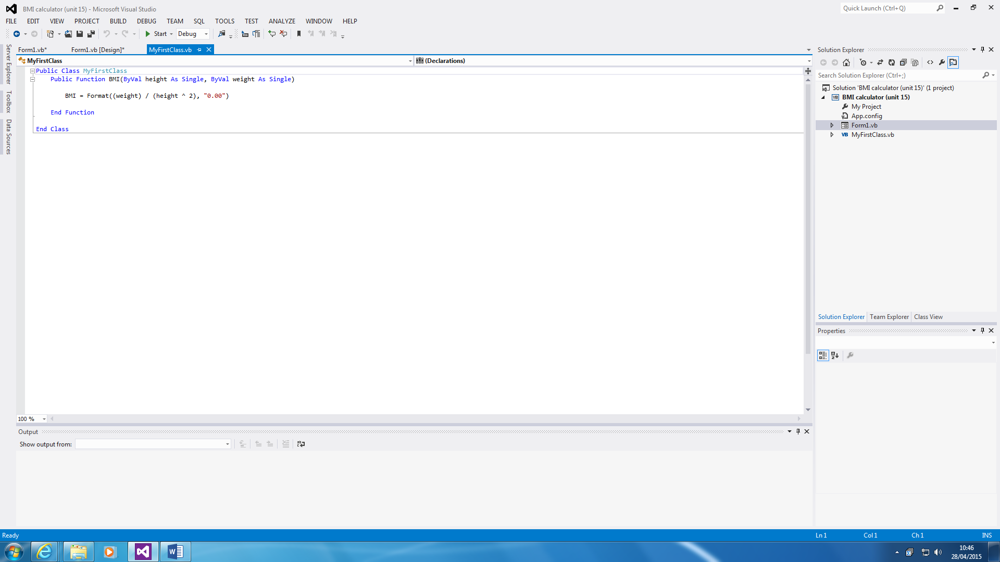 BMI calculator (unit 15) - Microsoft Visual Studio
Quick Launch (Ctrl+Q)
FILE EDIT VIEW PROJECT BUILD DEBUG TEAM SQL TOOLS TEST ANALYZE WINDOW HELP
Start Debug
Server Explorer
Toolbox
Data Sources
Form1.vb* Form1.vb [Design]* MyFirstClass.vb
MyFirstClass (Declarations)
Public Class MyFirstClass
Public Function BMI(ByVal height As Single, ByVal weight As Single)
BMI = Format((weight) / (height ^ 2), "0.00")
End Function
End Class
100 %
Output
Show output from:
Solution Explorer
Search Solution Explorer (Ctrl+;)
Solution 'BMI calculator (unit 15)' (1 project)
VB BMI calculator (unit 15)
My Project
App.config
Form1.vb
VB MyFirstClass.vb
Solution Explorer Team Explorer Class View
Properties
Ready Ln 1 Col 1 Ch 1 INS
10:46
28/04/2015